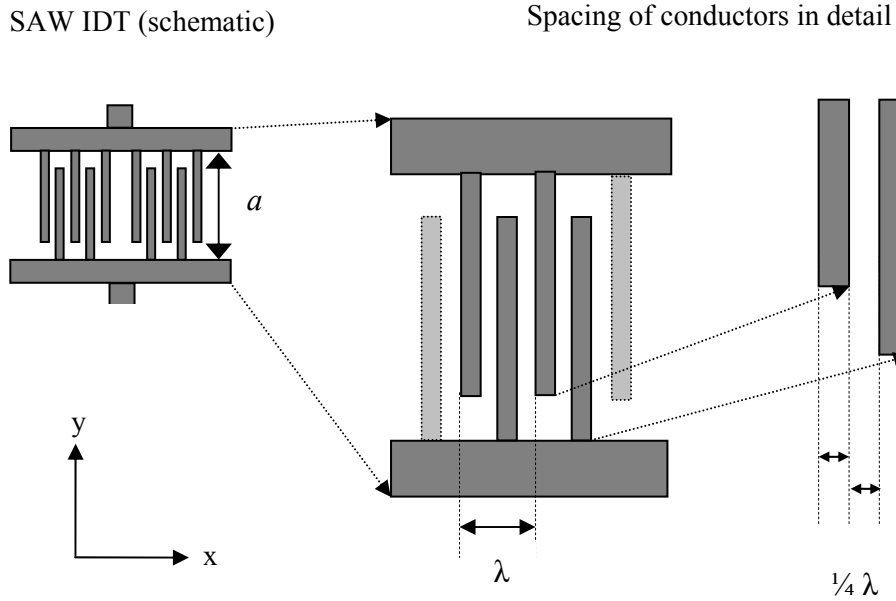 SAW IDT (schematic)
Spacing of conductors in detail
a
y
x
λ
¼ λ